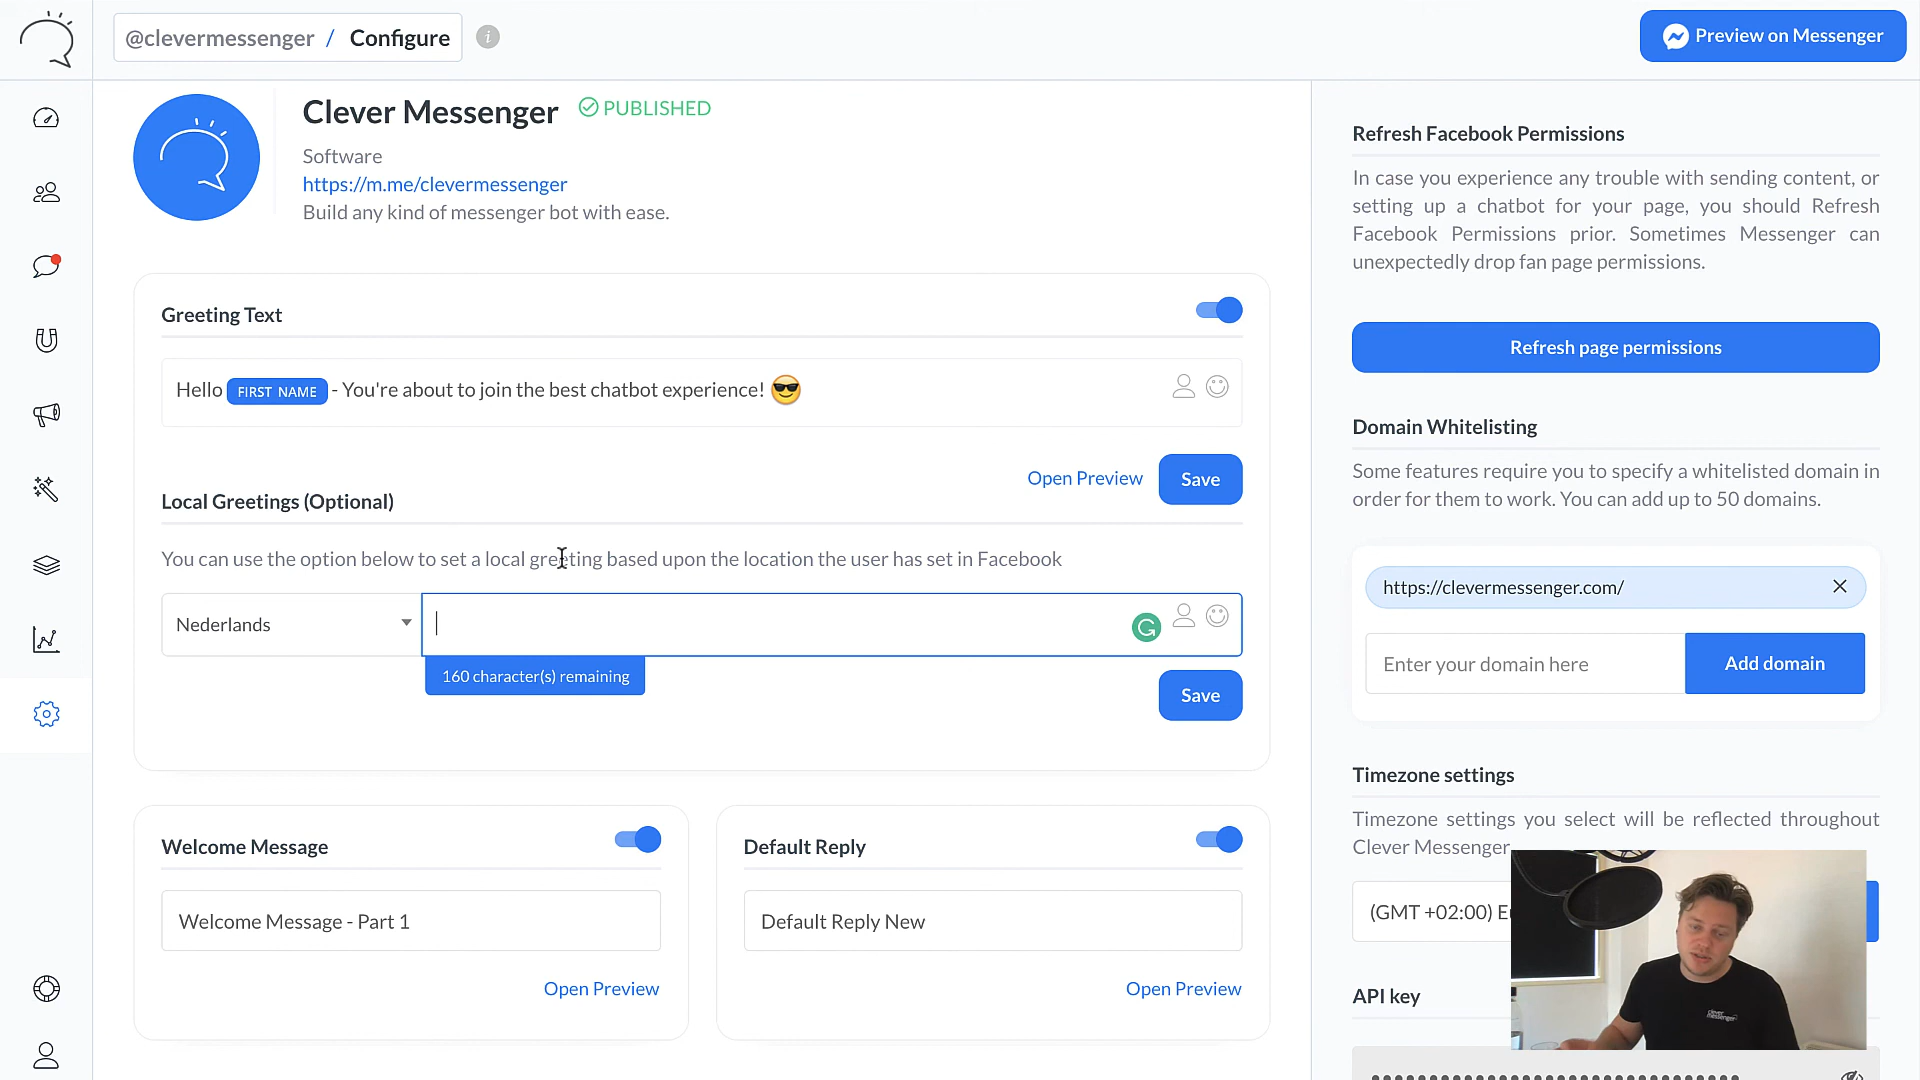 @clevermessenger / Configure
i
Preview on Messenger
Clever Messenger
PUBLISHED
Software
https://m.me/clevermessenger
Build any kind of messenger bot with ease.
Greeting Text
Hello FIRST NAME - You're about to join the best chatbot experience! 😎
Open Preview
Save
Local Greetings (Optional)
You can use the option below to set a local greeting based upon the location the user has set in Facebook
Nederlands
160 character(s) remaining
Save
Welcome Message
Welcome Message - Part 1
Open Preview
Default Reply
Default Reply New
Open Preview
Refresh Facebook Permissions
In case you experience any trouble with sending content, or
setting up a chatbot for your page, you should Refresh
Facebook Permissions prior. Sometimes Messenger can
unexpectedly drop fan page permissions.
Refresh page permissions
Domain Whitelisting
Some features require you to specify a whitelisted domain in
order for them to work. You can add up to 50 domains.
https://clevermessenger.com/
Enter your domain here
Add domain
Timezone settings
Timezone settings you select will be reflected throughout
Clever Messenger
(GMT +02:00)
API key
clever
messenger